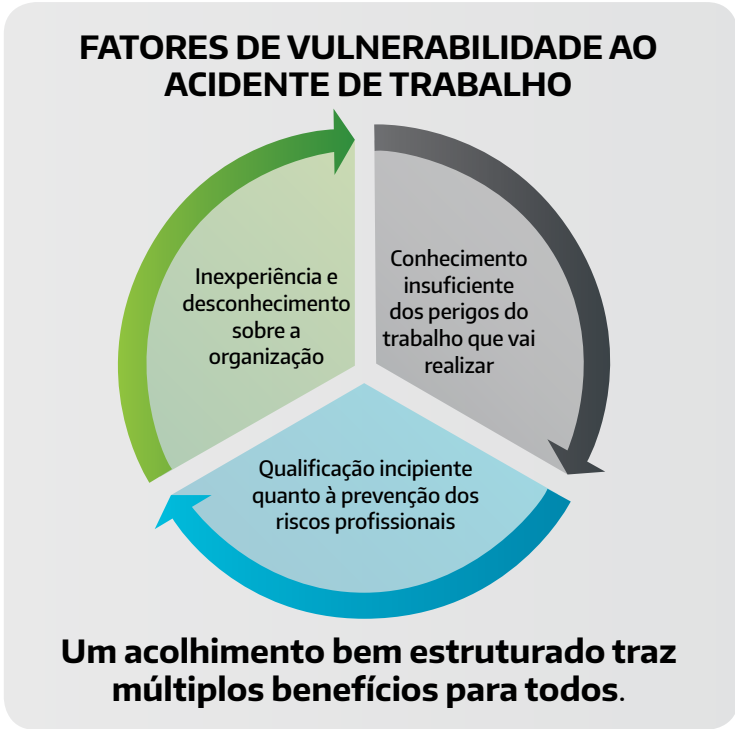 FATORES DE VULNERABILIDADE AO
ACIDENTE DE TRABALHO
Inexperiência e
desconhecimento
sobre a
organização
Conhecimento
insuficiente
dos perigos do
trabalho que vai
realizar
Qualificação incipiente
quanto à prevenção dos
riscos profissionais
Um acolhimento bem estruturado traz
múltiplos benefícios para todos.